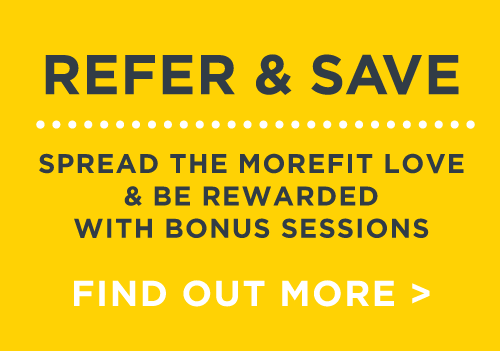 REFER & SAVE
SPREAD THE MOREFIT LOVE
& BE REWARDED
WITH BONUS SESSIONS
FIND OUT MORE >